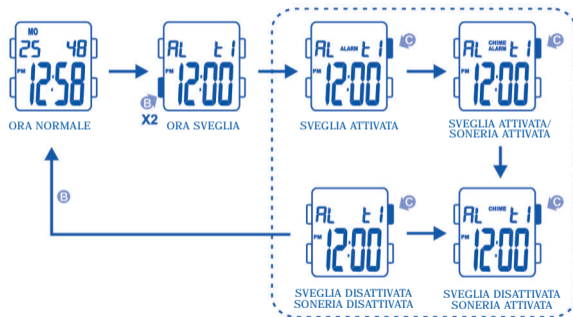 MO
25 48
PM 12:58
ORA NORMALE
B
X2
AL t1
PM 12:00
ORA SVEGLIA
AL ALARM t1
PM 12:00
C
SVEGLIA ATTIVATA
AL CHIME ALARM t1
PM 12:00
C
SVEGLIA ATTIVATA/
SONERIA ATTIVATA
B
AL t1
PM 12:00
C
SVEGLIA DISATTIVATA
SONERIA DISATTIVATA
AL CHIME t1
PM 12:00
C
SVEGLIA DISATTIVATA
SONERIA ATTIVATA